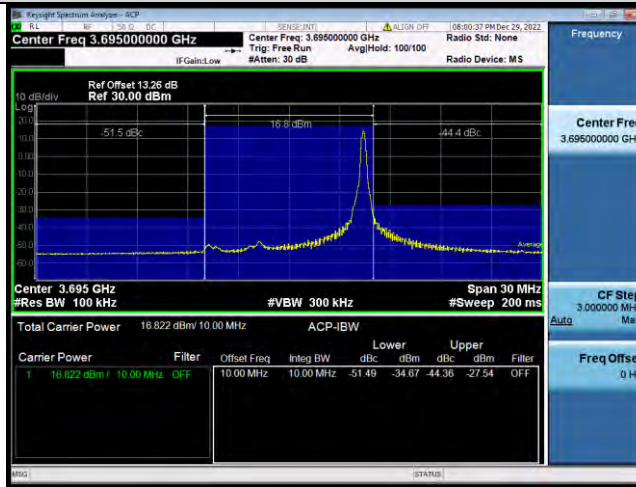 Keysight Spectrum Analyzer - ACP
RL RF 50 Ω DC SENSE:INT ALIGN OFF 08:00:37 PM Dec 29, 2022
Center Freq 3.695000000 GHz
Center Freq: 3.695000000 GHz
Radio Std: None
Trig: Free Run Avg|Hold: 100/100
IFGain:Low #Atten: 30 dB Radio Device: MS
Frequency
Ref Offset 13.26 dB
10 dB/div Ref 30.00 dBm
Log
20.0
10.0
0.00
-10.0
-20.0
-30.0
-40.0
-50.0
-60.0
-51.5 dBc 16.8 dBm -44.4 dBc
Average
Center Fre
3.695000000 GH
Center 3.695 GHz Span 30 MHz
#Res BW 100 kHz #VBW 300 kHz #Sweep 200 ms
CF Step
3.000000 MH
Auto Ma
Total Carrier Power 16.822 dBm/ 10.00 MHz ACP-IBW
Lower Upper
Carrier Power Filter Offset Freq Integ BW dBc dBm dBc dBm Filter
1 16.822 dBm / 10.00 MHz OFF 10.00 MHz 10.00 MHz -51.49 -34.67 -44.36 -27.54 OFF
Freq Offse
0 H
MSG STATUS